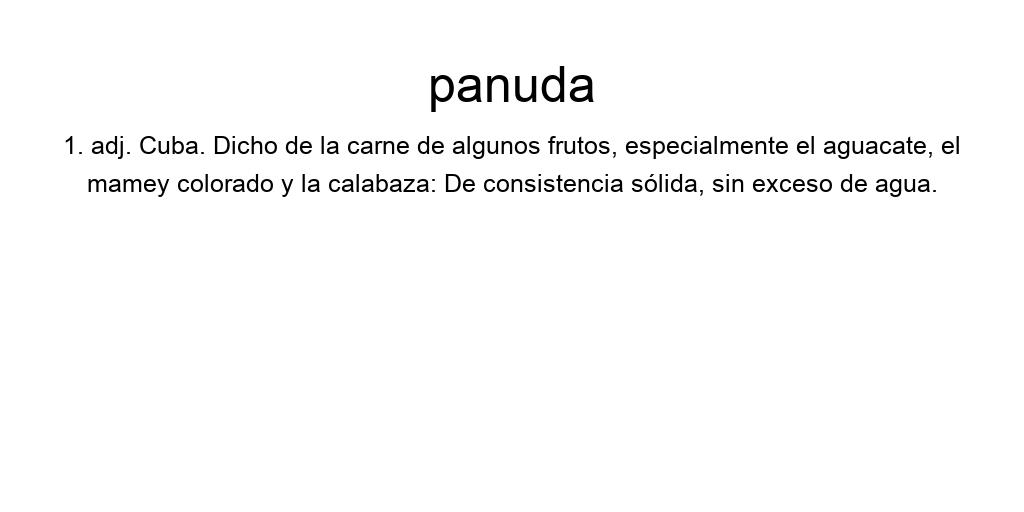 panuda
1. adj. Cuba. Dicho de la carne de algunos frutos, especialmente el aguacate, el
mamey colorado y la calabaza: De consistencia sólida, sin exceso de agua.